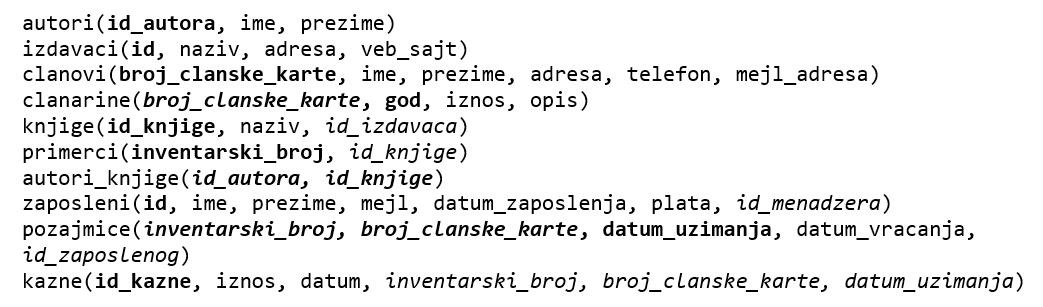 autori(id_autora, ime, prezime)
izdavaci(id, naziv, adresa, veb_sajt)
clanovi(broj_clanske_karte, ime, prezime, adresa, telefon, mejl_adresa)
clanarine(broj_clanske_karte, god, iznos, opis)
knjige(id_knjige, naziv, id_izdavaca)
primerci(inventarski_broj, id_knjige)
autori_knjige(id_autora, id_knjige)
zaposleni(id, ime, prezime, mejl, datum_zaposlenja, plata, id_menadzera)
pozajmice(inventarski_broj, broj_clanske_karte, datum_uzimanja, datum_vracanja,
id_zaposlenog)
kazne(id_kazne, iznos, datum, inventarski_broj, broj_clanske_karte, datum_uzimanja)